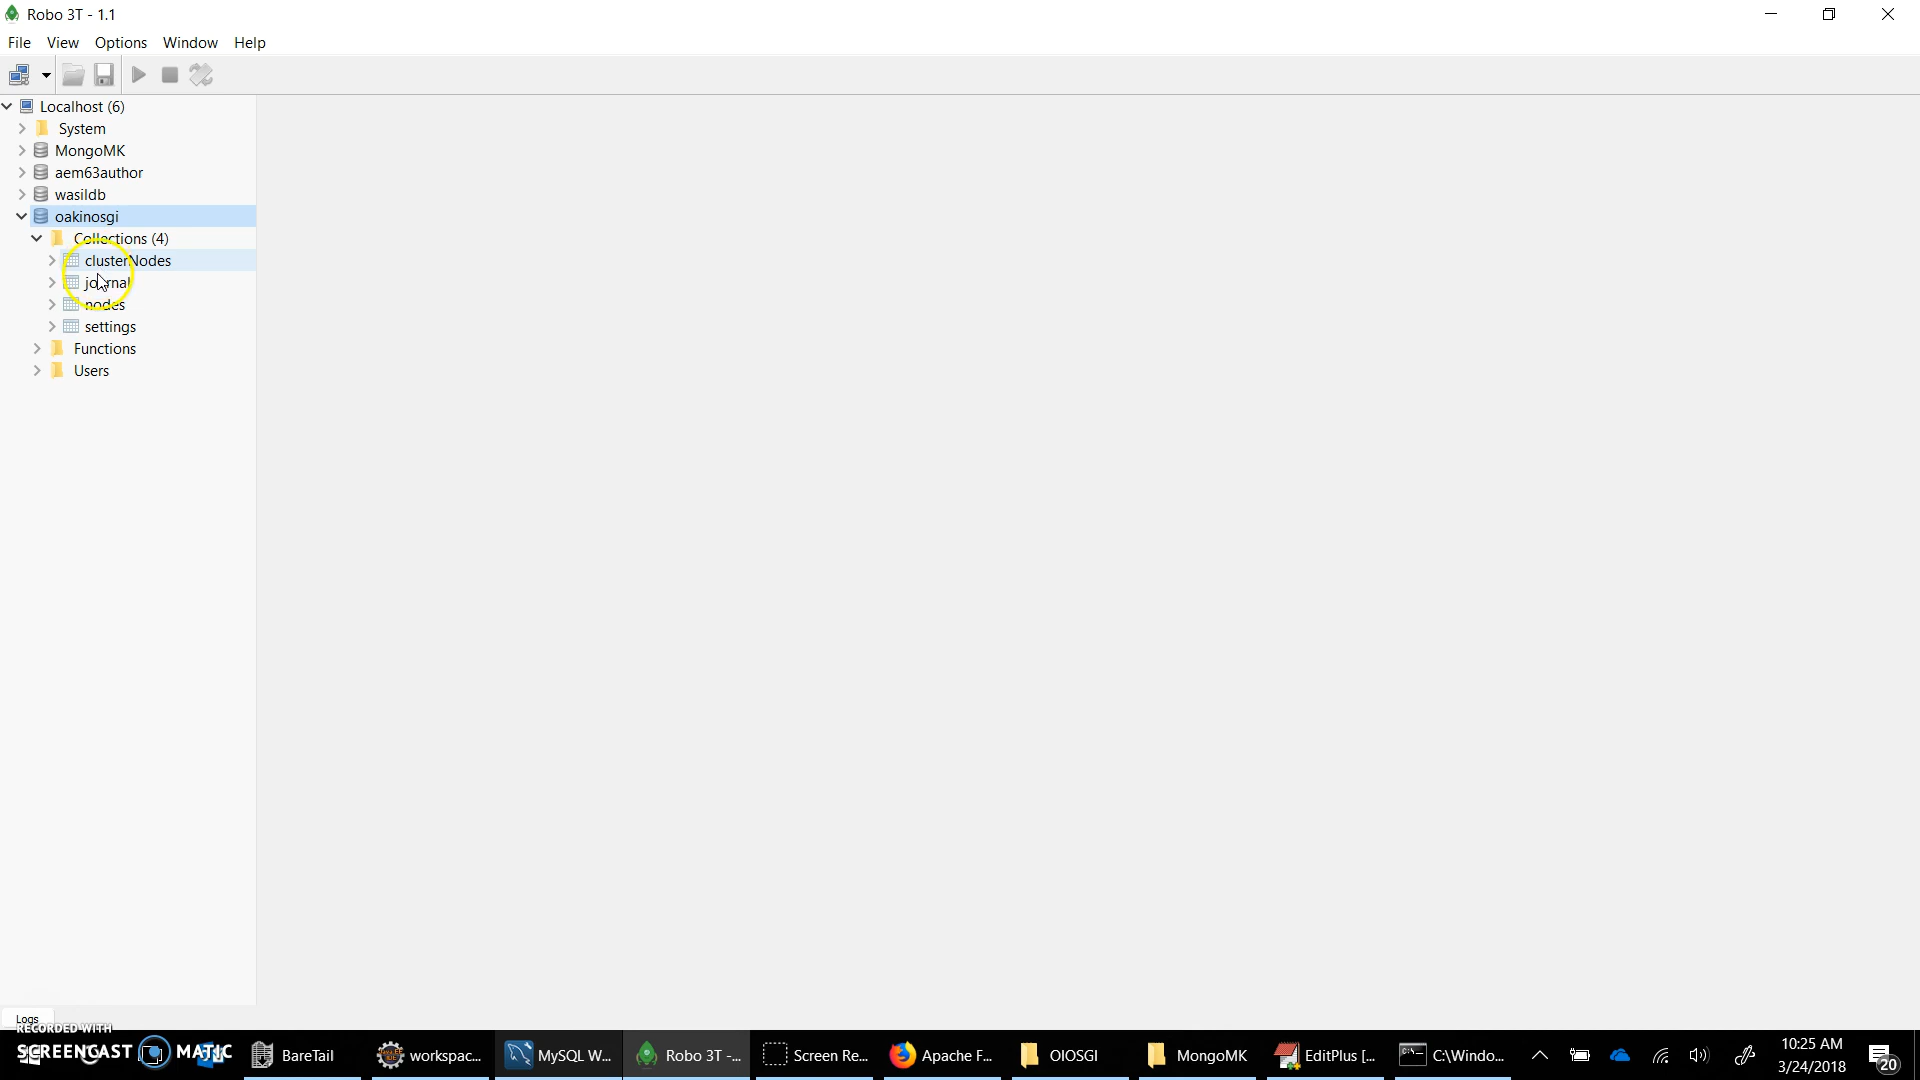 Robo 3T - 1.1
File View Options Window Help
Localhost (6)
System
MongoMK
aem63author
wasildb
oakinosgi
Collections (4)
clusterNodes
journal
nodes
settings
Functions
Users
Logs
RECORDED WITH
SCREENCAST MATIC
BareTail
workspac...
MySQL W...
Robo 3T -...
Screen Re...
Apache F...
OIOSGI
MongoMK
EditPlus [...
C:\Windo...
10:25 AM
3/24/2018
20